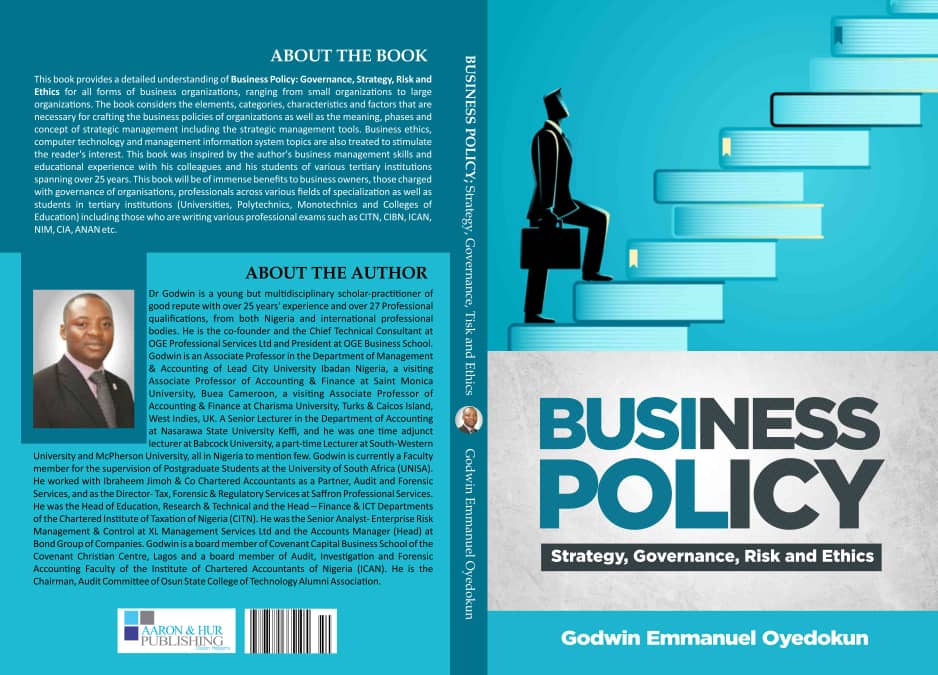 ABOUT THE BOOK
This book provides a detailed understanding of Business Policy: Governance, Strategy, Risk and
Ethics for all forms of business organizations, ranging from small organizations to large
organizations. The book considers the elements, categories, characteristics and factors that are
necessary for crafting the business policies of organizations as well as the meaning, phases and
concept of strategic management including the strategic management tools. Business ethics,
computer technology and management information system topics are also treated to stimulate
the reader's interest. This book was inspired by the author's business management skills and
educational experience with his colleagues and his students of various tertiary institutions
spanning over 25 years. This book will be of immense benefits to business owners, those charged
with governance of organisations, professionals across various fields of specialization as well as
students in tertiary institutions (Universities, Polytechnics, Monotechnics and Colleges of
Education) including those who are writing various professional exams such as CITN, CIBN, ICAN,
NIM, CIA, ANAN etc.
ABOUT THE AUTHOR
Dr Godwin is a young but multidisciplinary scholar-practitioner of
good repute with over 25 years' experience and over 27 Professional
qualifications, from both Nigeria and international professional
bodies. He is the co-founder and the Chief Technical Consultant at
OGE Professional Services Ltd and President at OGE Business School.
Godwin is an Associate Professor in the Department of Management
& Accounting of Lead City University Ibadan Nigeria, a visiting
Associate Professor of Accounting & Finance at Saint Monica
University, Buea Cameroon, a visiting Associate Professor of
Accounting & Finance at Charisma University, Turks & Caicos Island,
West Indies, UK. A Senior Lecturer in the Department of Accounting
at Nasarawa State University Keffi, and he was one time adjunct
lecturer at Babcock University, a part-time Lecturer at South-Western
University and McPherson University, all in Nigeria to mention few. Godwin is currently a Faculty
member for the supervision of Postgraduate Students at the University of South Africa (UNISA).
He worked with Ibraheem Jimoh & Co Chartered Accountants as a Partner, Audit and Forensic
Services, and as the Director- Tax, Forensic & Regulatory Services at Saffron Professional Services.
He was the Head of Education, Research & Technical and the Head – Finance & ICT Departments
of the Chartered Institute of Taxation of Nigeria (CITN). He was the Senior Analyst- Enterprise Risk
Management & Control at XL Management Services Ltd and the Accounts Manager (Head) at
Bond Group of Companies. Godwin is a board member of Covenant Capital Business School of the
Covenant Christian Centre, Lagos and a board member of Audit, Investigation and Forensic
Accounting Faculty of the Institute of Chartered Accountants of Nigeria (ICAN). He is the
Chairman, Audit Committee of Osun State College of Technology Alumni Association.
AARON & HUR
PUBLISHING
BUSINESS POLICY; Strategy, Governance, Tisk and Ethics
Godwin Emmanuel Oyedokun
BUSINESS
POLICY
Strategy, Governance, Risk and Ethics
Godwin Emmanuel Oyedokun